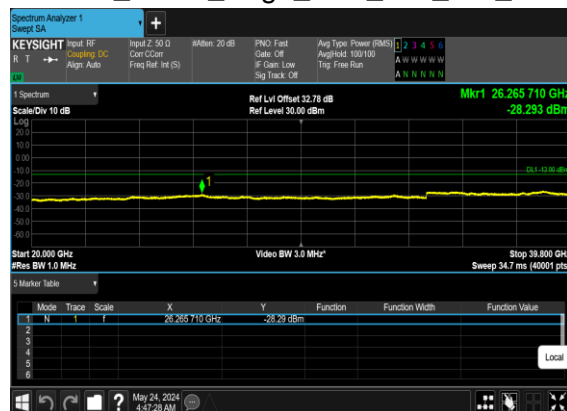 Spectrum Analyzer 1
Swept SA
KEYSIGHT Input: RF Input Z: 50 Ω #Atten: 20 dB PNO: Fast Avg Type: Power (RMS) 1 2 3 4 5 6
R T Coupling: DC Corr CCorr Gate: Off Avg|Hold: 100/100 A W W W W W
Align: Auto Freq Ref: Int (S) IF Gain: Low Trig: Free Run
Sig Track: Off A N N N N N
1 Spectrum Ref Lvl Offset 32.78 dB Mkr1 26.265 710 GHz
Scale/Div 10 dB Ref Level 30.00 dBm -28.293 dBm
Log
20.0
10.0
0.00
-10.0 DL1 -13.00 dBm
-20.0 1
-30.0
-40.0
-50.0
-60.0
Start 20.000 GHz Video BW 3.0 MHz* Stop 39.800 GHz
#Res BW 1.0 MHz Sweep 34.7 ms (40001 pts)
5 Marker Table
Mode Trace Scale X Y Function Function Width Function Value
1 N 1 f 26.265 710 GHz -28.29 dBm
2
3
4
5
6
Local
? May 24, 2024
4:47:28 AM